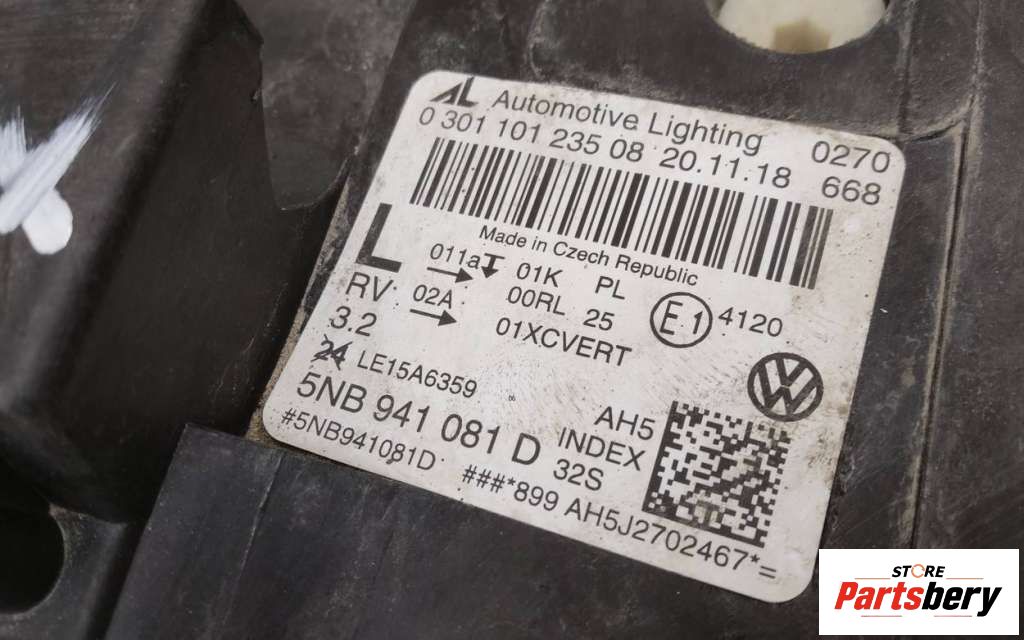 AL Automotive Lighting 0270
0 301 101 235 08 20.11.18 668
Made in Czech Republic
L 011a 01K PL
RV 02A 00RL 25 E1 4120
3.2 01XCVERT
24 LE15A6359
5NB 941 081 D AH5
#5NB941081D 32S INDEX
###*899 AH5J2702467*=
STORE
Partsbery